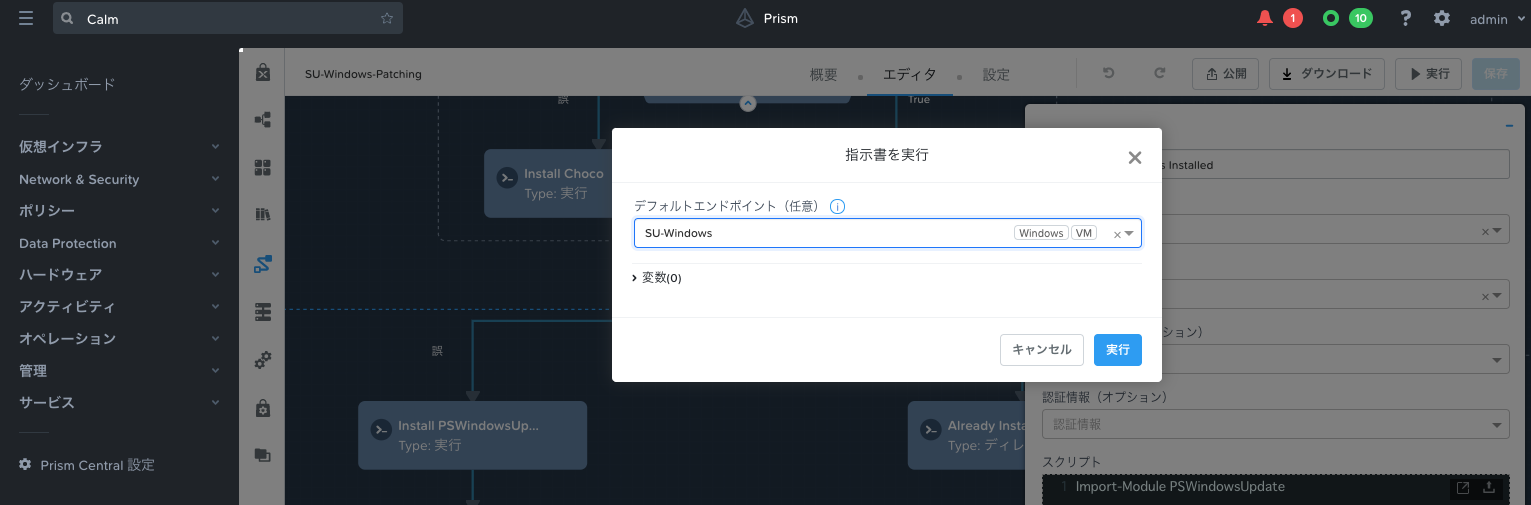 Calm
Prism
1
10
?
admin
ダッシュボード
仮想インフラ
Network & Security
ポリシー
Data Protection
ハードウェア
アクティビティ
オペレーション
管理
サービス
Prism Central 設定
SU-Windows-Patching
概要
エディタ
設定
公開
ダウンロード
実行
保存
誤
True
Install Choco
Type: 実行
誤
Install PSWindowsUp...
Type: 実行
Already Insta
Type: ディレ
指示書を実行
デフォルトエンドポイント（任意）
SU-Windows
Windows
VM
変数(0)
キャンセル
実行
s Installed
ション）
認証情報（オプション）
認証情報
スクリプト
1 Import-Module PSWindowsUpdate